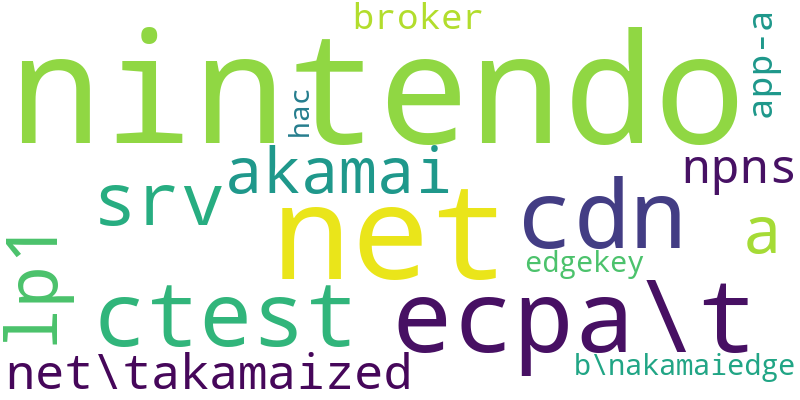 broker
nintendo
app-a
hac
akamai
npns
srv
net
cdn
a
lp1
edgekey
ctest
ecpa\t
net\takamaized
b\nakamaiedge